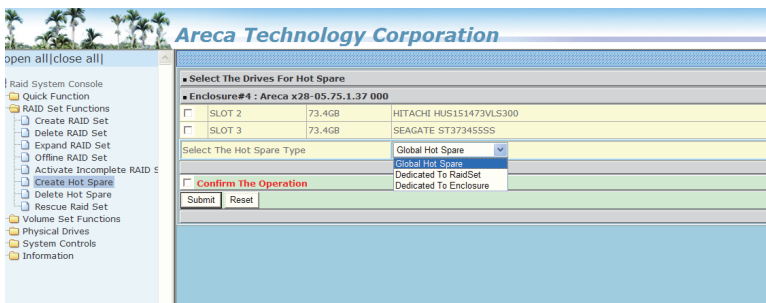 Areca Technology Corporation
open all|close all|
Raid System Console
Quick Function
RAID Set Functions
Create RAID Set
Delete RAID Set
Expand RAID Set
Offline RAID Set
Activate Incomplete RAID S
Create Hot Spare
Delete Hot Spare
Rescue Raid Set
Volume Set Functions
Physical Drives
System Controls
Information
Select The Drives For Hot Spare
Enclosure#4 : Areca x28-05.75.1.37 000
SLOT 2 73.4GB HITACHI HUS151473VLS300
SLOT 3 73.4GB SEAGATE ST373455SS
Select The Hot Spare Type Global Hot Spare
Global Hot Spare
Dedicated To RaidSet
Dedicated To Enclosure
Confirm The Operation
Submit Reset